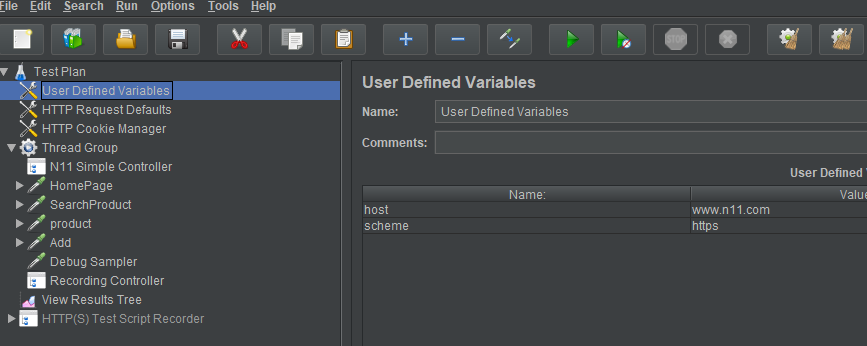 File Edit Search Run Options Tools Help
STOP
Test Plan
User Defined Variables
HTTP Request Defaults
HTTP Cookie Manager
Thread Group
N11 Simple Controller
HomePage
SearchProduct
product
Add
Debug Sampler
Recording Controller
View Results Tree
HTTP(S) Test Script Recorder
User Defined Variables
Name: User Defined Variables
Comments:
User Defined V
Name: Value
host www.n11.com
scheme https